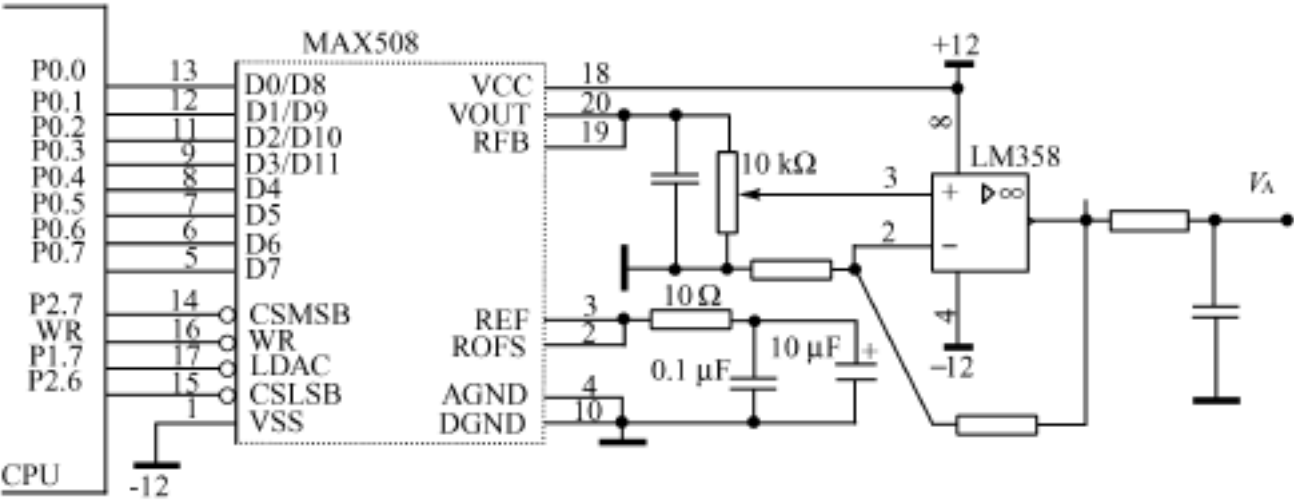 MAX508
+12
P0.0 13 D0/D8 VCC 18
P0.1 12 D1/D9 VOUT 20
P0.2 11 D2/D10 RFB 19
P0.3 9 D3/D11
P0.4 8 D4
P0.5 7 D5
P0.6 6 D6
P0.7 5 D7
8
LM358
10 kΩ
3 + ▷∞
2 −
VA
4
−12
P2.7 14 CSMSB
WR 16 WR
P1.7 17 LDAC
P2.6 15 CSLSB
1 VSS
REF 3
ROFS 2
10 Ω
0.1 μF
10 μF +
AGND 4
DGND 10
CPU
-12